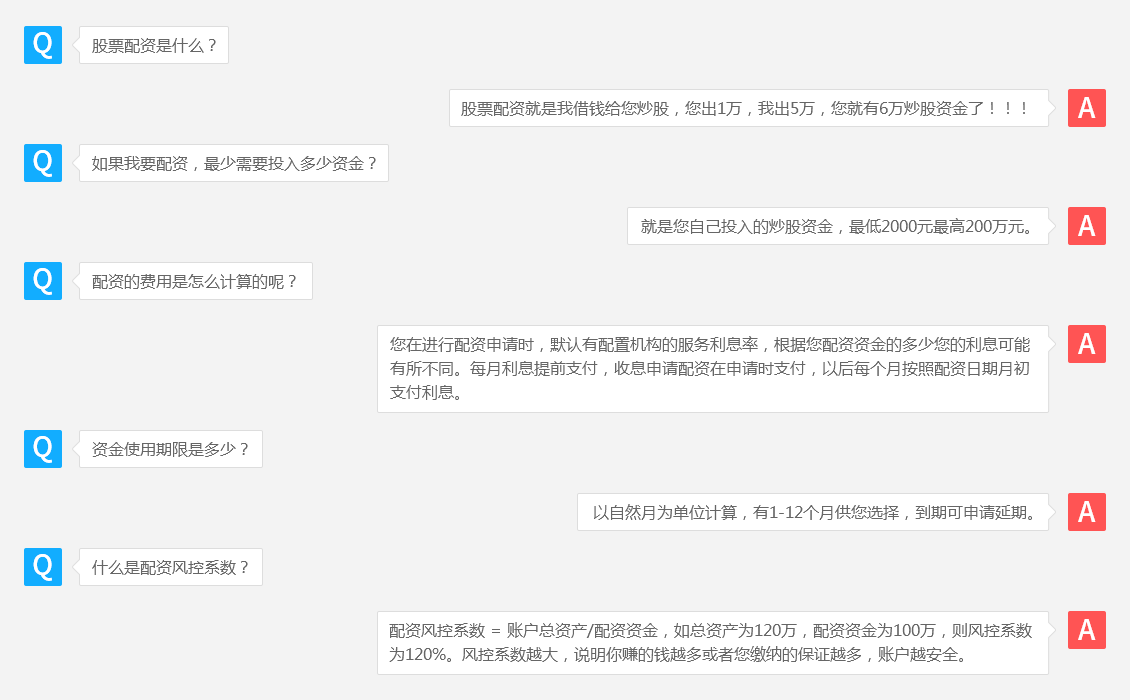 Q
股票配资是什么？
股票配资就是我借钱给您炒股，您出1万，我出5万，您就有6万炒股资金了！！！
A
Q
如果我要配资，最少需要投入多少资金？
就是您自己投入的炒股资金，最低2000元最高200万元。
A
Q
配资的费用是怎么计算的呢？
您在进行配资申请时，默认有配置机构的服务利息率，根据您配资资金的多少您的利息可能
有所不同。每月利息提前支付，收息申请配资在申请时支付，以后每个月按照配资日期月初
支付利息。
A
Q
资金使用期限是多少？
以自然月为单位计算，有1-12个月供您选择，到期可申请延期。
A
Q
什么是配资风控系数？
配资风控系数 = 账户总资产/配资资金，如总资产为120万，配资资金为100万，则风控系数
为120%。风控系数越大，说明你赚的钱越多或者您缴纳的保证越多，账户越安全。
A